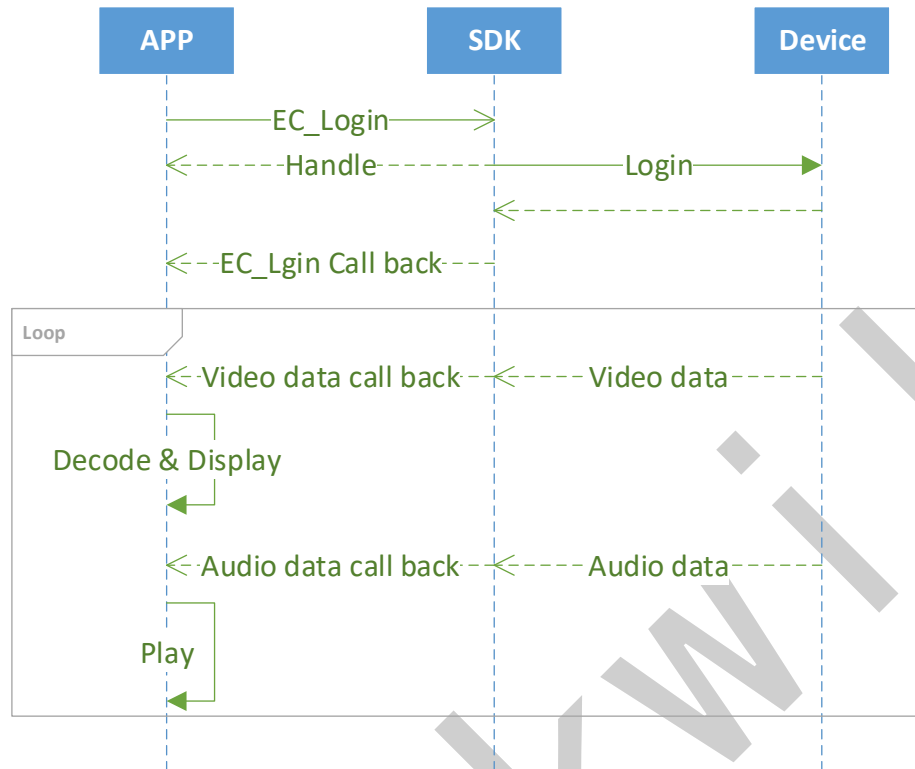 APP SDK Device
EC_Login
Handle Login
EC_Lgin Call back
Loop
Video data call back Video data
Decode & Display
Audio data call back Audio data
Play